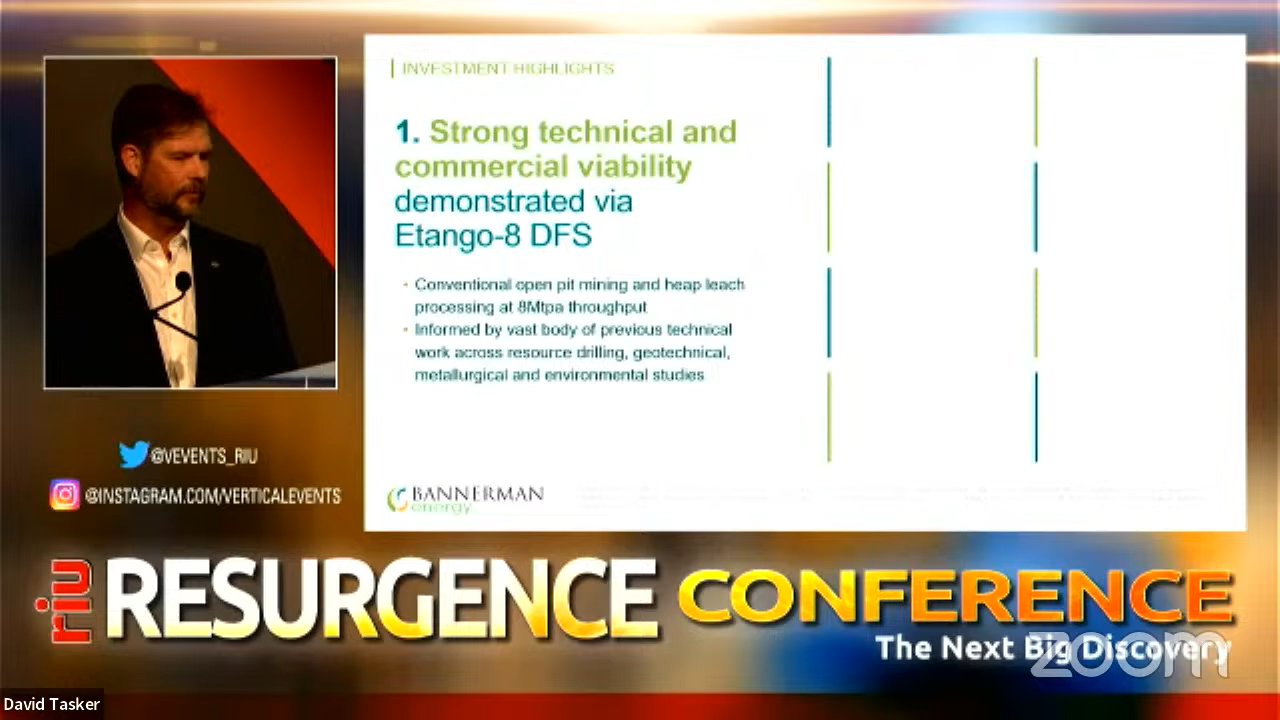 INVESTMENT HIGHLIGHTS
1. Strong technical and
commercial viability
demonstrated via
Etango-8 DFS
• Conventional open pit mining and heap leach
processing at 8Mtpa throughput
• Informed by vast body of previous technical
work across resource drilling, geotechnical,
metallurgical and environmental studies
BANNERMAN
energy
@VEVENTS_RIU
@INSTAGRAM.COM/VERTICALEVENTS
riu RESURGENCE CONFERENCE
The Next Big Discovery
zoom
David Tasker